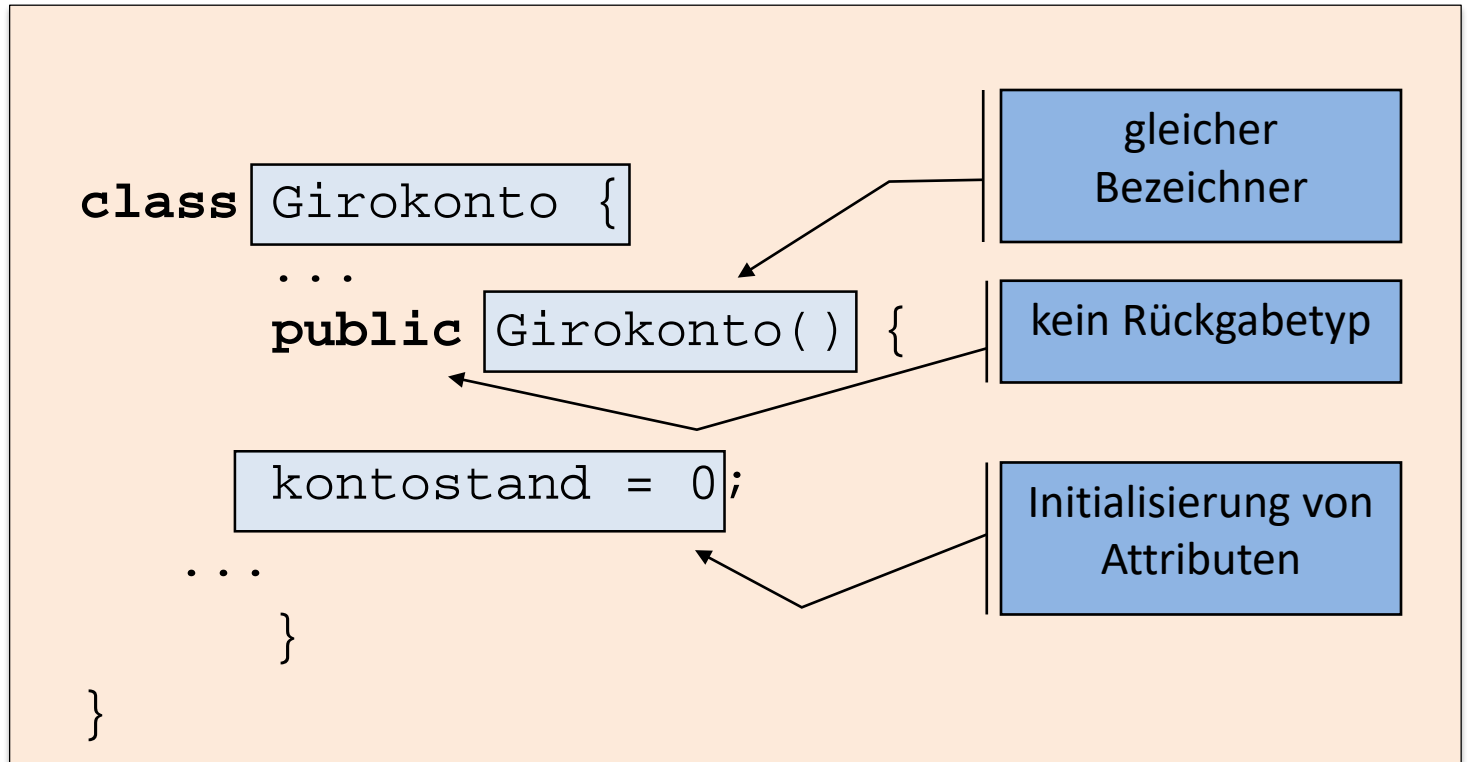 class Girokonto {
...
public Girokonto() {
kontostand = 0;
...
}
}
gleicher
Bezeichner
kein Rückgabetyp
Initialisierung von
Attributen